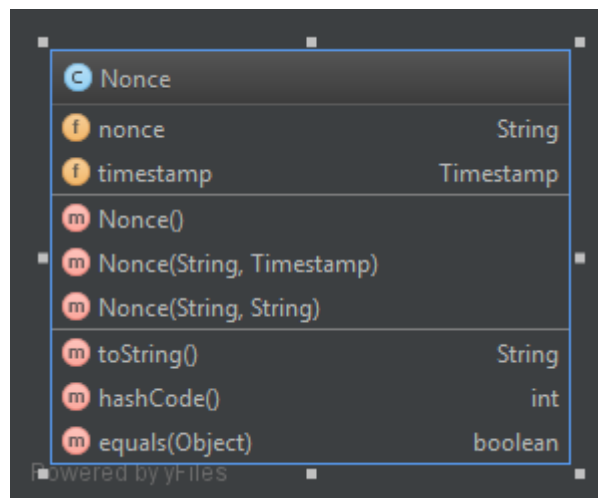 C Nonce
f nonce String
f timestamp Timestamp
m Nonce()
m Nonce(String, Timestamp)
m Nonce(String, String)
m toString() String
m hashCode() int
m equals(Object) boolean
Powered by yFiles